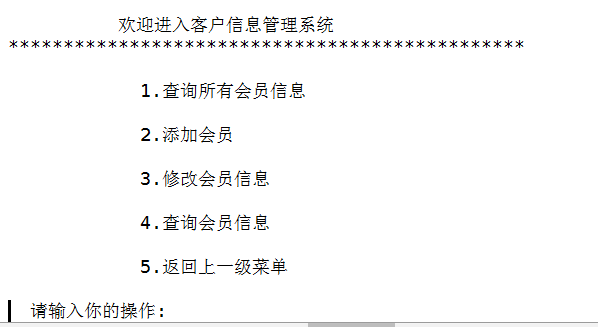 欢迎进入客户信息管理系统
***********************************************
1.查询所有会员信息
2.添加会员
3.修改会员信息
4.查询会员信息
5.返回上一级菜单
请输入你的操作: